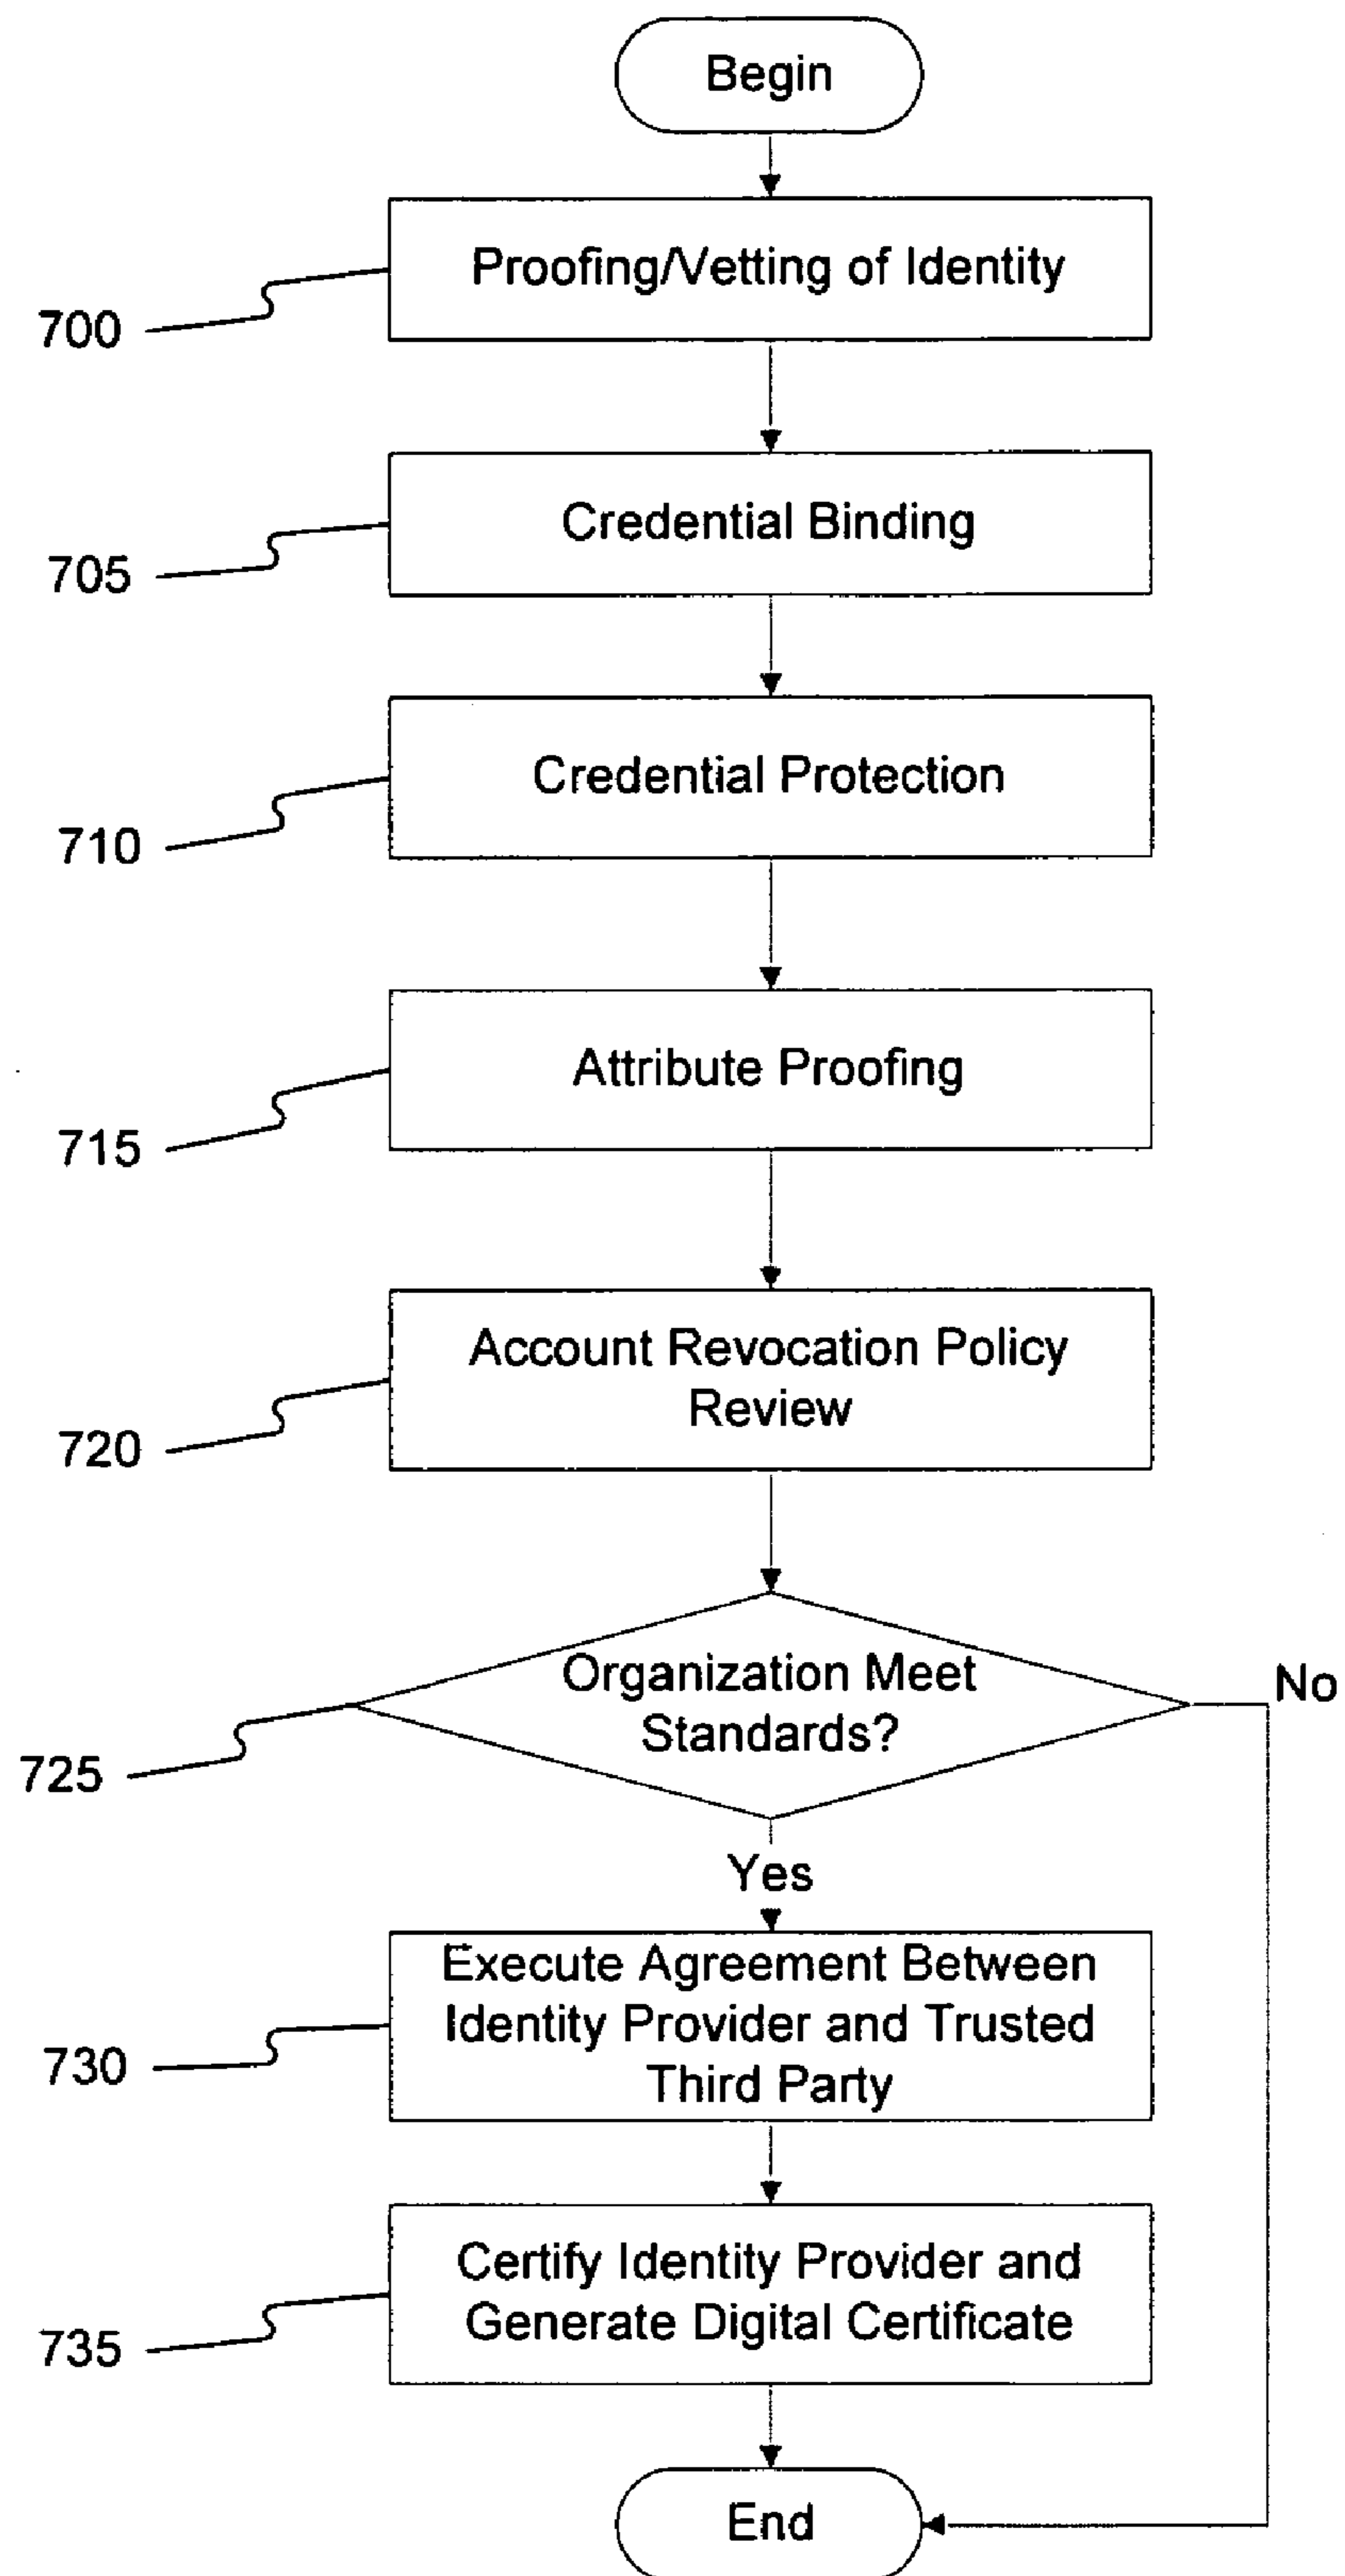 Begin
Proofing/Vetting of Identity
700
Credential Binding
705
Credential Protection
710
Attribute Proofing
715
Account Revocation Policy
Review
720
Organization Meet
Standards?
No
725
Yes
Execute Agreement Between
Identity Provider and Trusted
Third Party
730
Certify Identity Provider and
Generate Digital Certificate
735
End